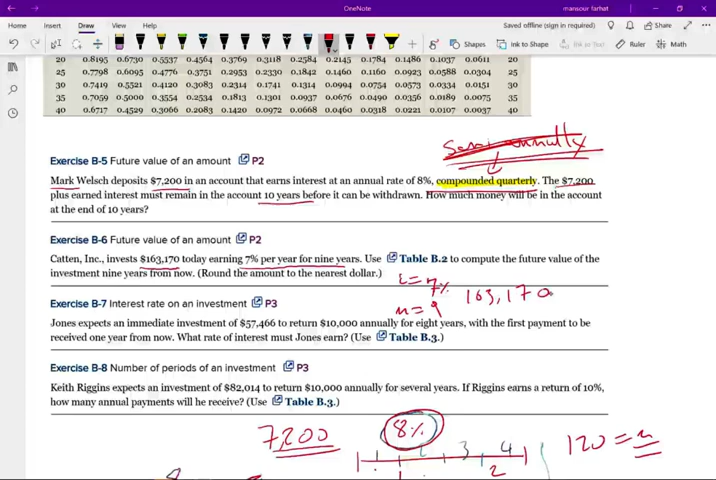 OneNote
mansour farhat
Home Insert Draw View Help Saved offline (sign in required) Share
Shapes Ink to Shape Ruler Math
20 0.8195 0.6730 0.5537 0.4564 0.3769 0.3118 0.2584 0.2145 0.1784 0.1486 0.1037 0.0611 20
25 0.7798 0.6095 0.4776 0.3751 0.2953 0.2330 0.1842 0.1460 0.1160 0.0923 0.0588 0.0304 25
30 0.7419 0.5521 0.4120 0.3083 0.2314 0.1741 0.1314 0.0994 0.0754 0.0573 0.0334 0.0151 30
35 0.7059 0.5000 0.3554 0.2534 0.1813 0.1301 0.0937 0.0676 0.0490 0.0356 0.0189 0.0075 35
40 0.6717 0.4529 0.3066 0.2083 0.1420 0.0972 0.0668 0.0460 0.0318 0.0221 0.0107 0.0037 40
Exercise B-5 Future value of an amount P2
Mark Welsch deposits $7,200 in an account that earns interest at an annual rate of 8%, compounded quarterly. The $7,200
plus earned interest must remain in the account 10 years before it can be withdrawn. How much money will be in the account
at the end of 10 years?
Exercise B-6 Future value of an amount P2
Catten, Inc., invests $163,170 today earning 7% per year for nine years. Use Table B.2 to compute the future value of the
investment nine years from now. (Round the amount to the nearest dollar.)
i = 7%
n = 9
163,170
Exercise B-7 Interest rate on an investment P3
Jones expects an immediate investment of $57,466 to return $10,000 annually for eight years, with the first payment to be
received one year from now. What rate of interest must Jones earn? (Use Table B.3.)
Exercise B-8 Number of periods of an investment P3
Keith Riggins expects an investment of $82,014 to return $10,000 annually for several years. If Riggins earns a return of 10%,
how many annual payments will he receive? (Use Table B.3.)
7,200 8% 120 = n
3 4
2